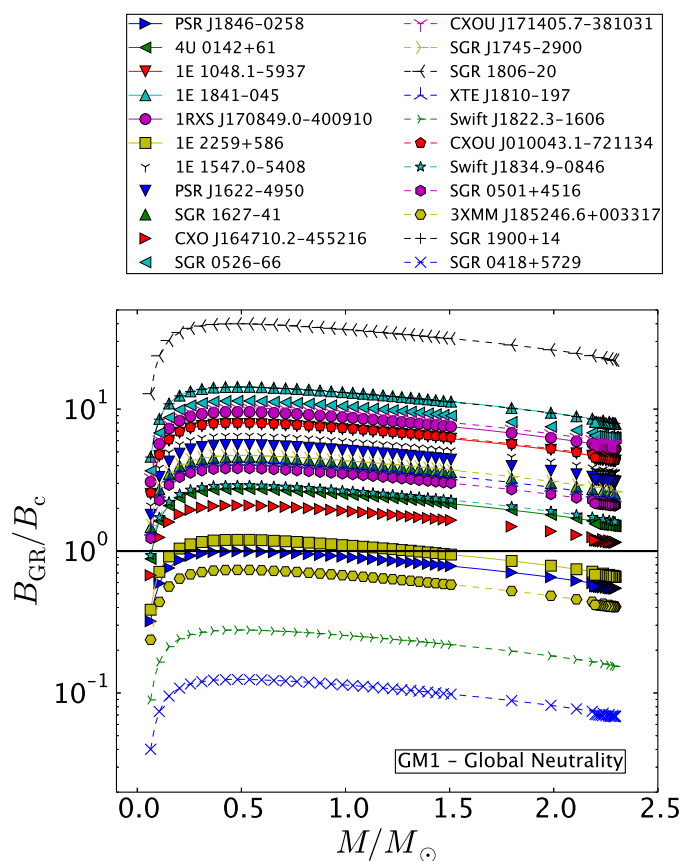 PSR J1846−0258
4U 0142+61
1E 1048.1−5937
1E 1841−045
1RXS J170849.0−400910
1E 2259+586
1E 1547.0−5408
PSR J1622−4950
SGR 1627−41
CXO J164710.2−455216
SGR 0526−66
CXOU J171405.7−381031
SGR J1745−2900
SGR 1806−20
XTE J1810−197
Swift J1822.3−1606
CXOU J010043.1−721134
Swift J1834.9−0846
SGR 0501+4516
3XMM J185246.6+003317
SGR 1900+14
SGR 0418+5729
B_GR/B_c
10^1
10^0
10^−1
GM1 – Global Neutrality
0.0 0.5 1.0 1.5 2.0 2.5
M/M_⊙